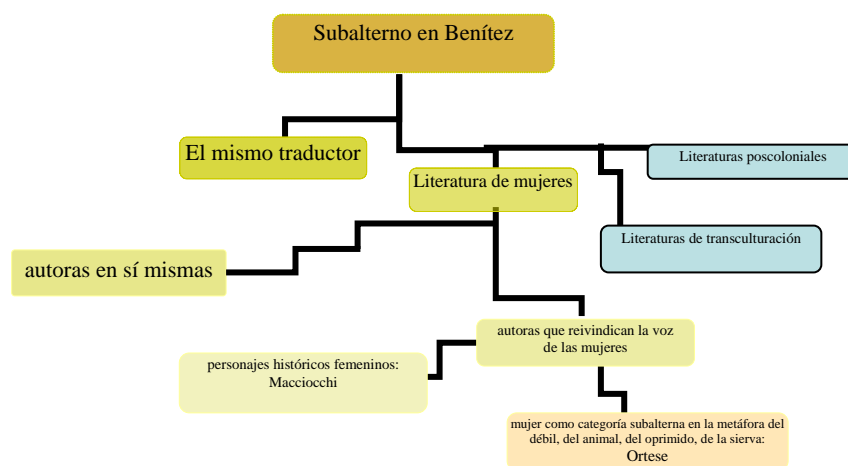 Subalterno en Benítez
El mismo traductor
Literaturas poscoloniales
Literatura de mujeres
Literaturas de transculturación
autoras en sí mismas
autoras que reivindican la voz
de las mujeres
personajes históricos femeninos:
Macciocchi
mujer como categoría subalterna en la metáfora del
débil, del animal, del oprimido, de la sierva:
Ortese